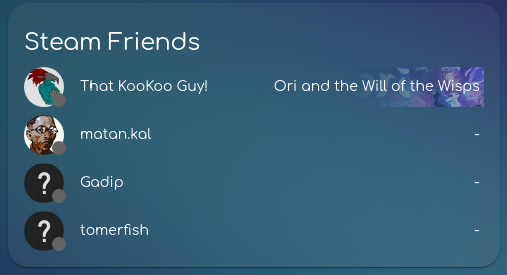 Steam Friends
That KooKoo Guy! Ori and the Will of the Wisps
matan.kal -
? Gadip -
? tomerfish -